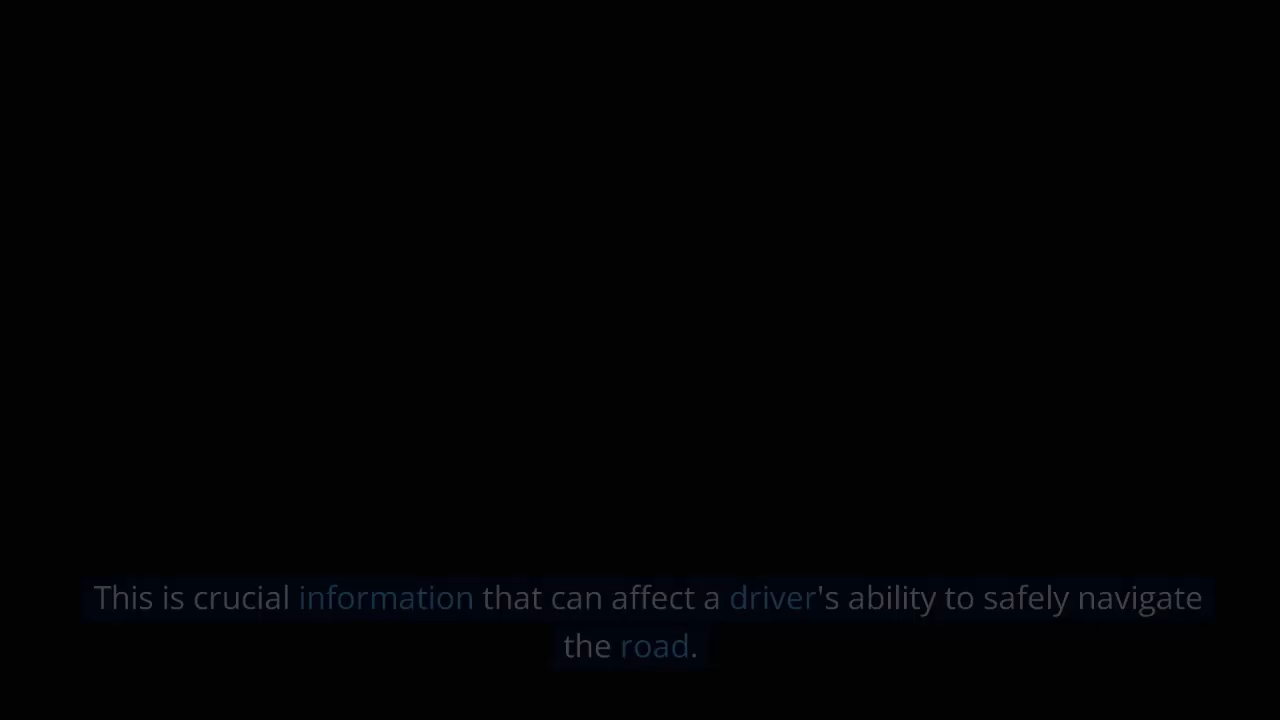 This is crucial information that can affect a driver's ability to safely navigate
the road.